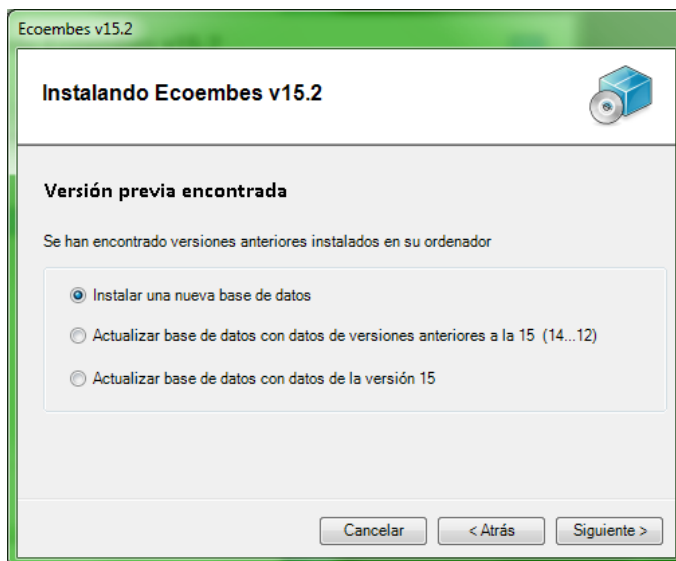 Ecoembes v15.2
Instalando Ecoembes v15.2
Versión previa encontrada
Se han encontrado versiones anteriores instalados en su ordenador
Instalar una nueva base de datos
Actualizar base de datos con datos de versiones anteriores a la 15 (14...12)
Actualizar base de datos con datos de la versión 15
Cancelar
< Atrás
Siguiente >